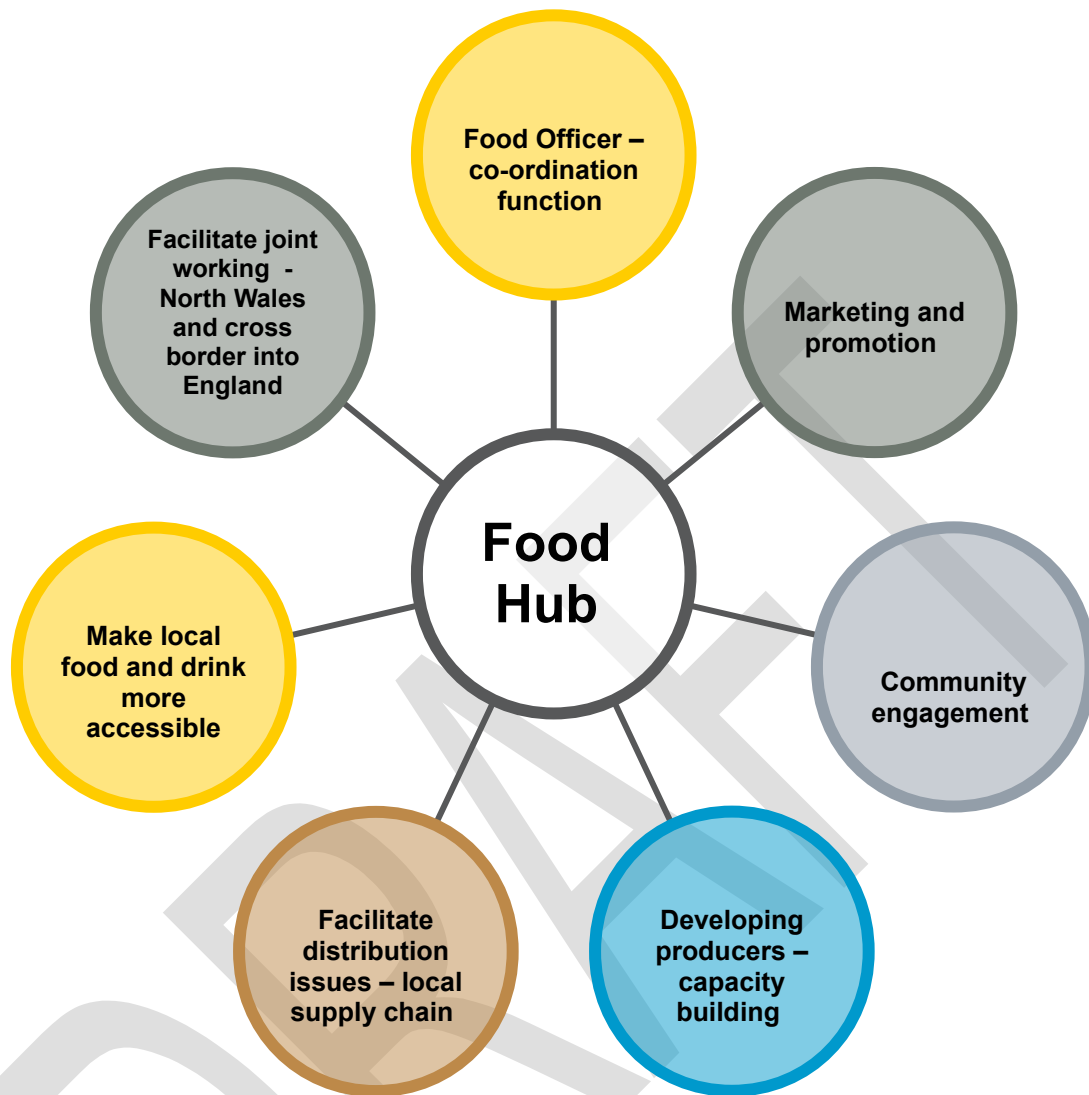 Food Officer –
co-ordination
function
Marketing and
promotion
Community
engagement
Developing
producers –
capacity
building
Facilitate
distribution
issues – local
supply chain
Make local
food and drink
more
accessible
Facilitate joint
working  -
North Wales
and cross
border into
England
Food
Hub
DRAFT